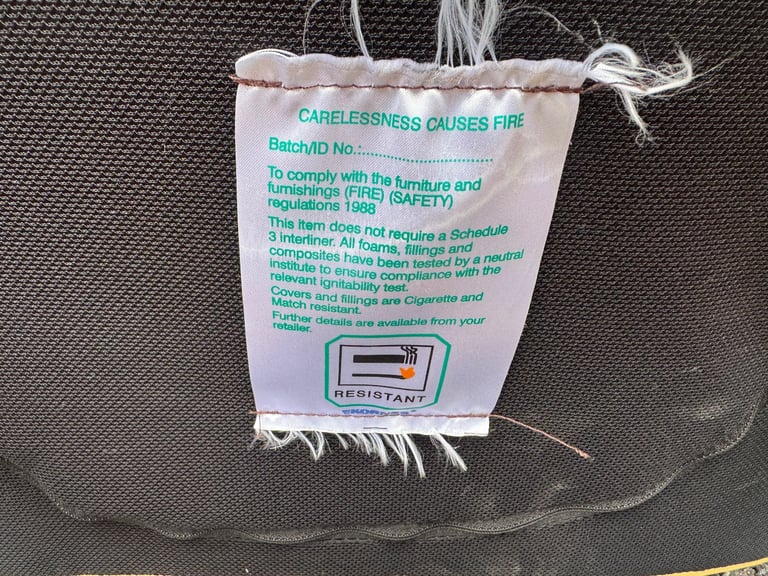 CARELESSNESS CAUSES FIRE
Batch/ID No.:................................
To comply with the furniture and
furnishings (FIRE) (SAFETY)
regulations 1988
This item does not require a Schedule
3 interliner. All foams, fillings and
composites have been tested by a neutral
institute to ensure compliance with the
relevant ignitability test.
Covers and fillings are Cigarette and
Match resistant.
Further details are available from your
retailer.
RESISTANT